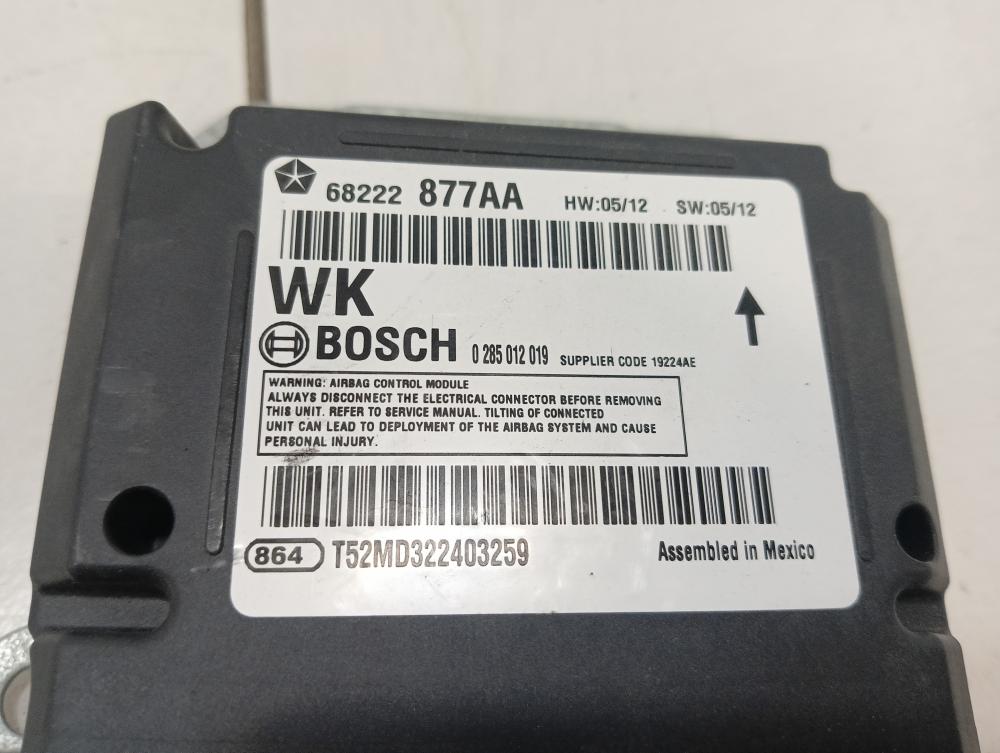 68222 877AA HW:05/12 SW:05/12
WK
BOSCH 0 285 012 019 SUPPLIER CODE 19224AE
WARNING: AIRBAG CONTROL MODULE
ALWAYS DISCONNECT THE ELECTRICAL CONNECTOR BEFORE REMOVING
THIS UNIT. REFER TO SERVICE MANUAL. TILTING OF CONNECTED
UNIT CAN LEAD TO DEPLOYMENT OF THE AIRBAG SYSTEM AND CAUSE
PERSONAL INJURY.
864 T52MD322403259 Assembled in Mexico